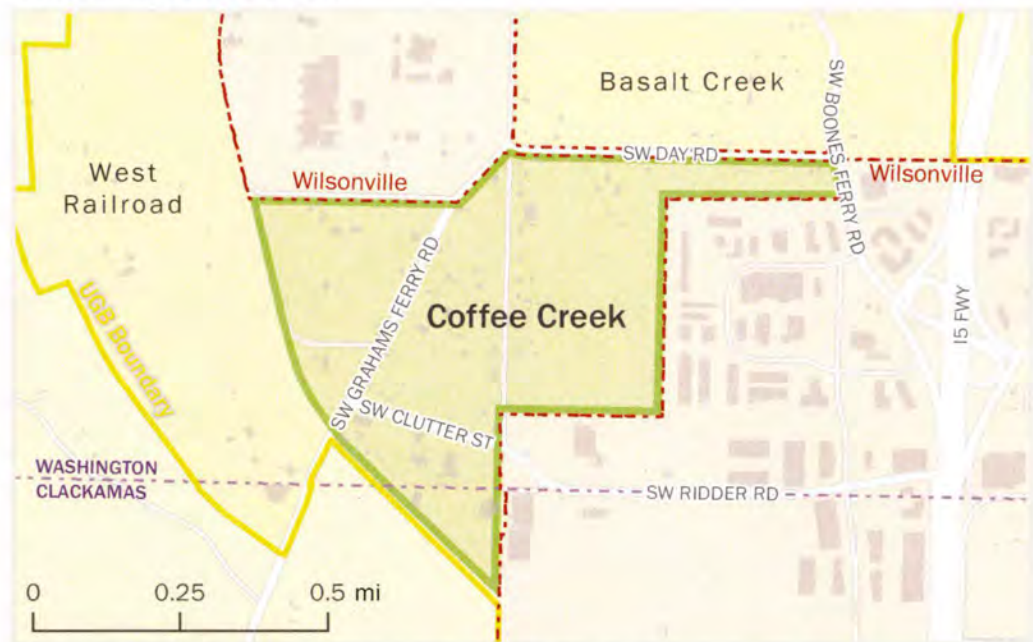 Basalt Creek
SW BOONES FERRY RD
SW DAY RD
West
Railroad
Wilsonville
Wilsonville
SW GRAHAMS FERRY RD
Coffee Creek
I5 FWY
UGB Boundary
SW CLUTTER ST
WASHINGTON
CLACKAMAS
SW RIDDER RD
0 0.25 0.5 mi